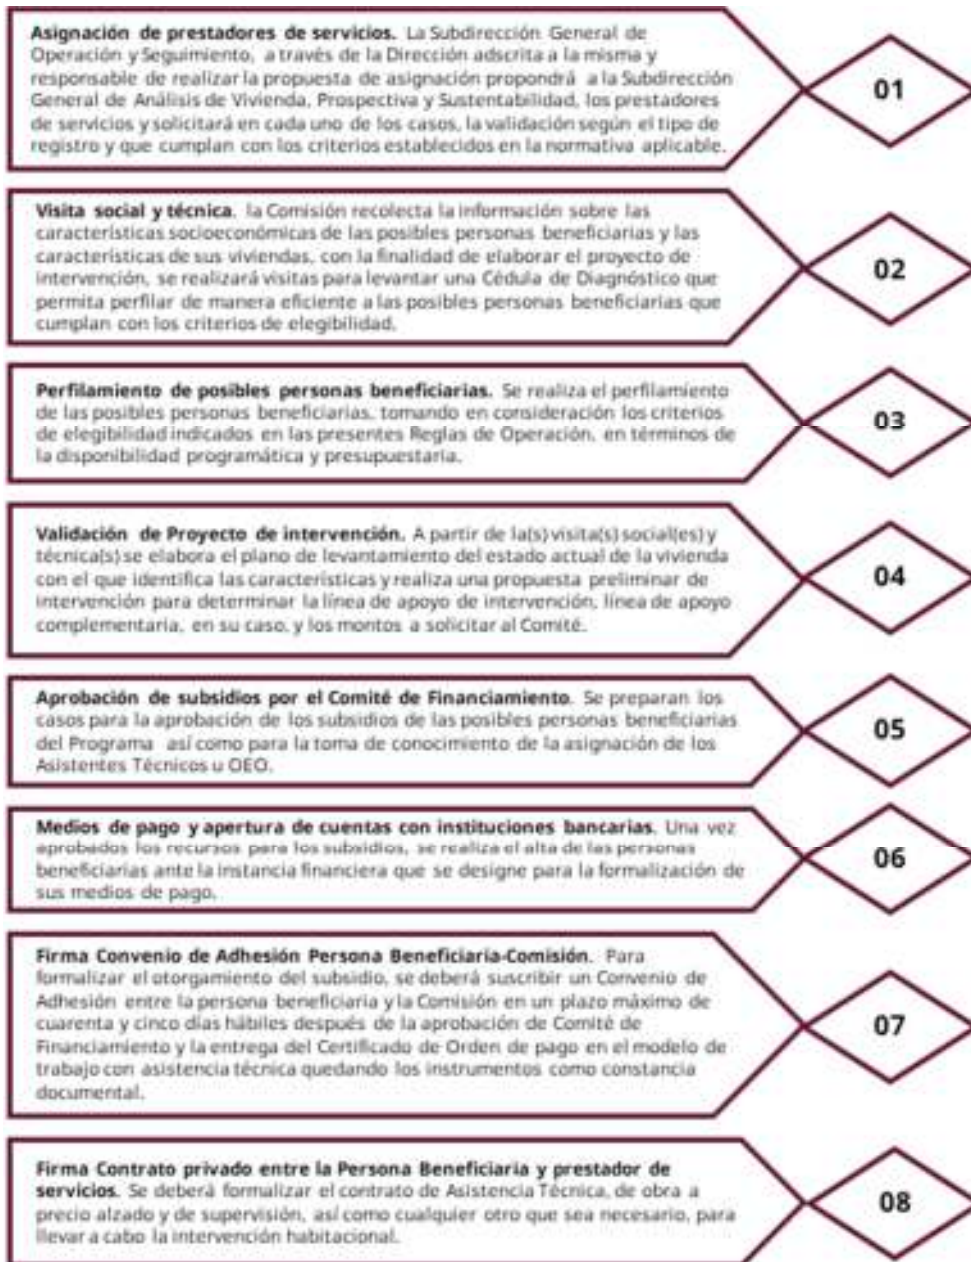 Asignación de prestadores de servicios. La Subdirección General de
Operación y Seguimiento, a través de la Dirección adscrita a la misma y
responsable de realizar la propuesta de asignación propondrá a la Subdirección
General de Análisis de Vivienda, Prospectiva y Sustentabilidad, los prestadores
de servicios y solicitará en cada uno de los casos, la validación según el tipo de
registro y que cumplan con los criterios establecidos en la normativa aplicable.
01
Visita social y técnica. la Comisión recolecta la información sobre las
características socioeconómicas de las posibles personas beneficiarias y las
características de sus viviendas, con la finalidad de elaborar el proyecto de
intervención, se realizará visitas para levantar una Cédula de Diagnóstico que
permita perfilar de manera eficiente a las posibles personas beneficiarias que
cumplan con los criterios de elegibilidad.
02
Perfilamiento de posibles personas beneficiarias. Se realiza el perfilamiento
de las posibles personas beneficiarias, tomando en consideración los criterios
de elegibilidad indicados en las presentes Reglas de Operación, en términos de
la disponibilidad programática y presupuestaria.
03
Validación de Proyecto de intervención. A partir de la(s) visita(s) social(es) y
técnica(s) se elabora el plano de levantamiento del estado actual de la vivienda
con el que identifica las características y realiza una propuesta preliminar de
intervención para determinar la línea de apoyo de intervención, línea de apoyo
complementaria, en su caso, y los montos a solicitar al Comité.
04
Aprobación de subsidios por el Comité de Financiamiento. Se preparan los
casos para la aprobación de los subsidios de las posibles personas beneficiarias
del Programa así como para la toma de conocimiento de la asignación de los
Asistentes Técnicos u OEO.
05
Medios de pago y apertura de cuentas con instituciones bancarias. Una vez
aprobados los recursos para los subsidios, se realiza el alta de las personas
beneficiarias ante la instancia financiera que se designe para la formalización de
sus medios de pago.
06
Firma Convenio de Adhesión Persona Beneficiaria-Comisión. Para
formalizar el otorgamiento del subsidio, se deberá suscribir un Convenio de
Adhesión entre la persona beneficiaria y la Comisión en un plazo máximo de
cuarenta y cinco días hábiles después de la aprobación de Comité de
Financiamiento y la entrega del Certificado de Orden de pago en el modelo de
trabajo con asistencia técnica quedando los instrumentos como constancia
documental.
07
Firma Contrato privado entre la Persona Beneficiaria y prestador de
servicios. Se deberá formalizar el contrato de Asistencia Técnica, de obra a
precio alzado y de supervisión, así como cualquier otro que sea necesario, para
llevar a cabo la intervención habitacional.
08